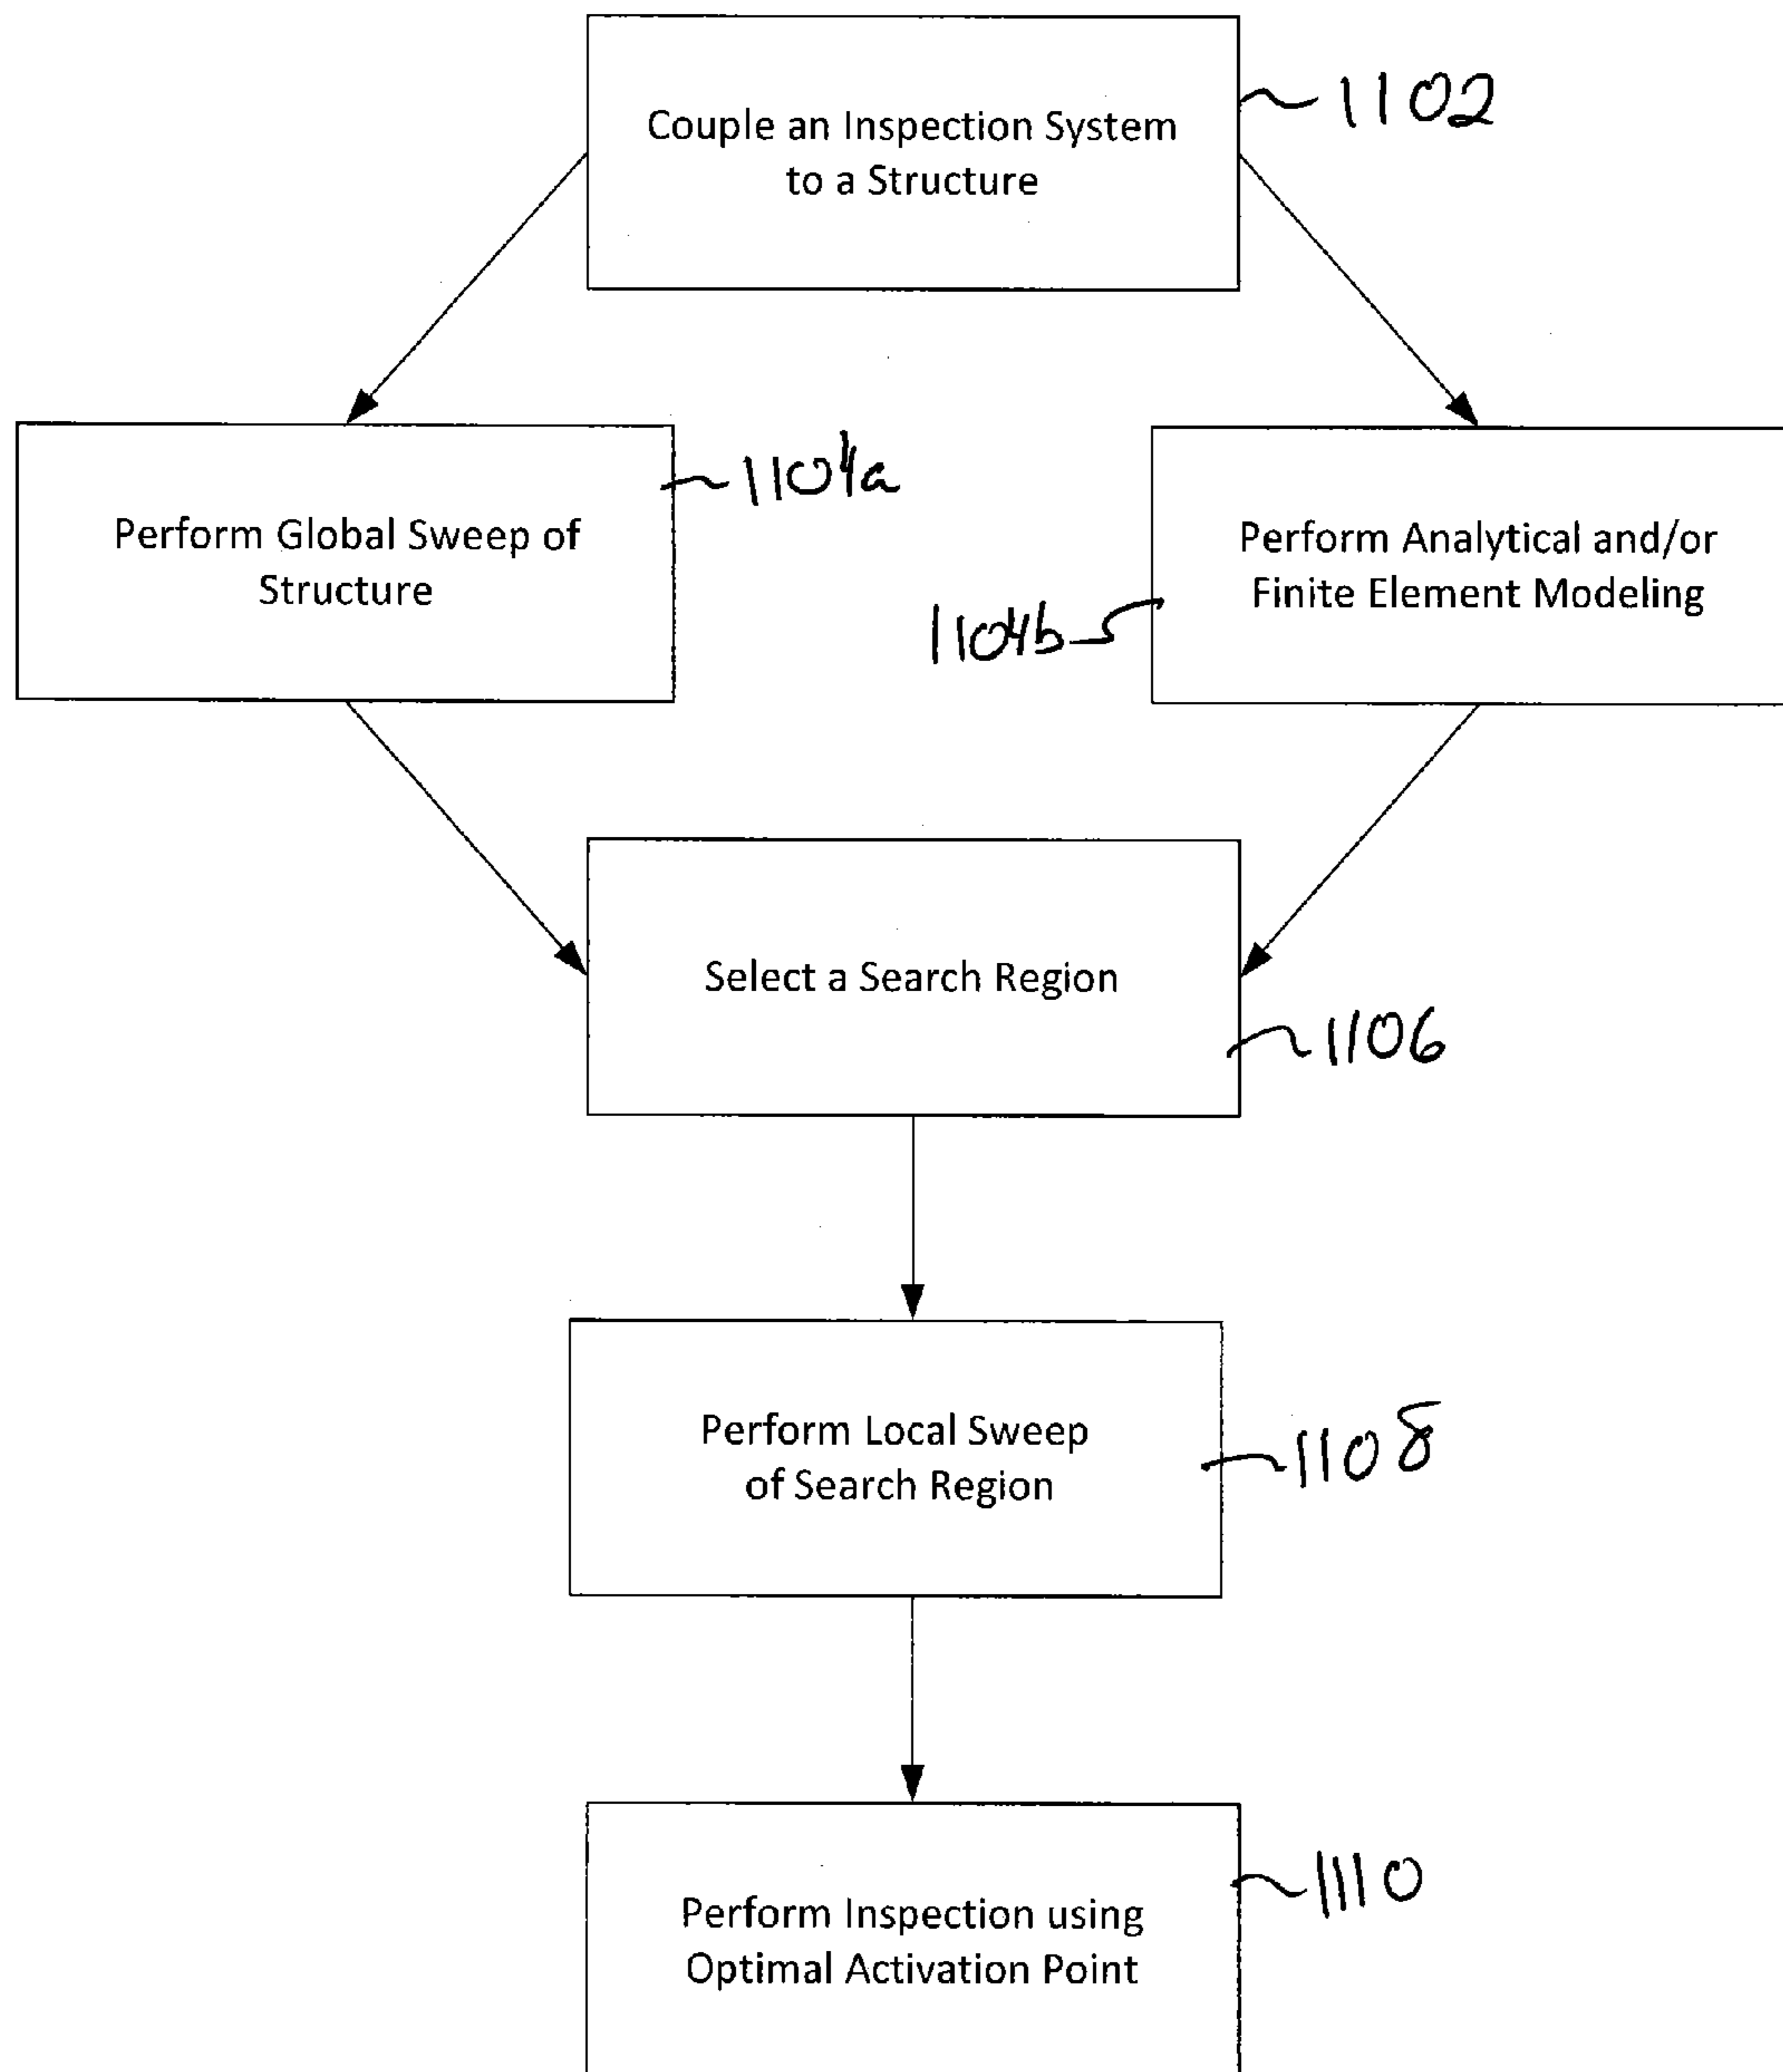 Couple an Inspection System
to a Structure
1102
Perform Global Sweep of
Structure
1104a
Perform Analytical and/or
Finite Element Modeling
1104b
Select a Search Region
1106
Perform Local Sweep
of Search Region
1108
Perform Inspection using
Optimal Activation Point
1110